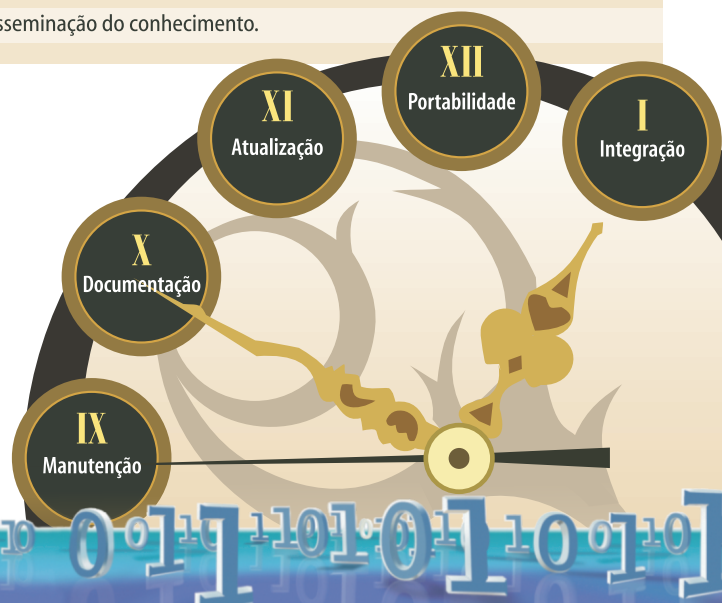 sseminação do conhecimento.
XII
Portabilidade
XI
Atualização
I
Integração
X
Documentação
IX
Manutenção